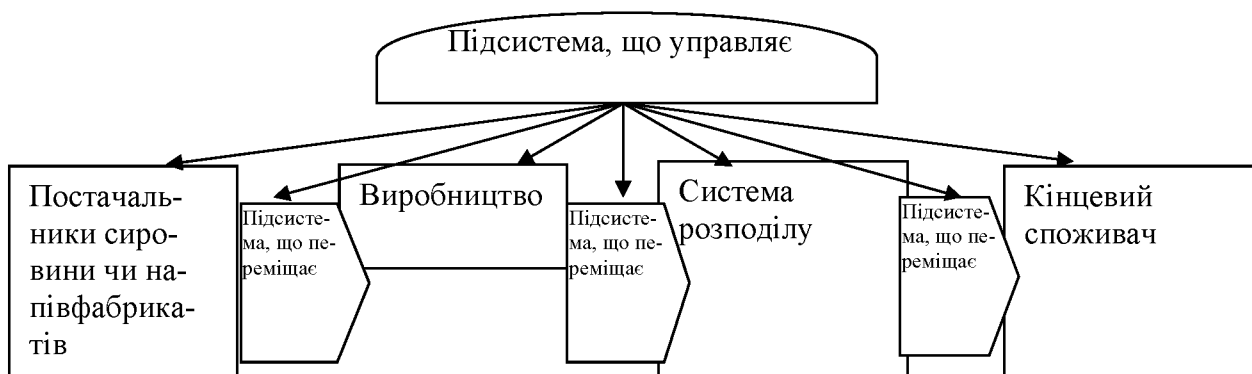 Підсистема, що управляє
Постачаль-
ники сиро-
вини чи на-
півфабрика-
тів
Підсисте-
ма, що пе-
реміщає
Виробництво
Підсисте-
ма, що пе-
реміщає
Система
розподілу
Підсисте-
ма, що пе-
реміщає
Кінцевий
споживач